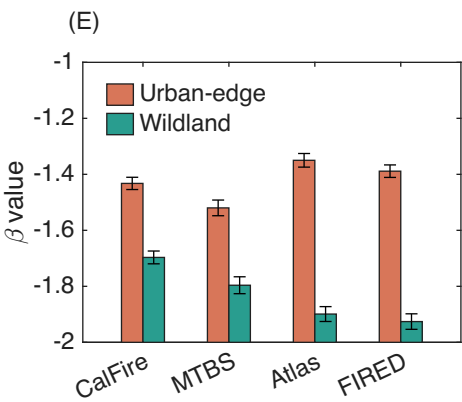 (E)
-1
-1.2
-1.4
-1.6
-1.8
-2
β value
Urban-edge
Wildland
CalFire
MTBS
Atlas
FIRED